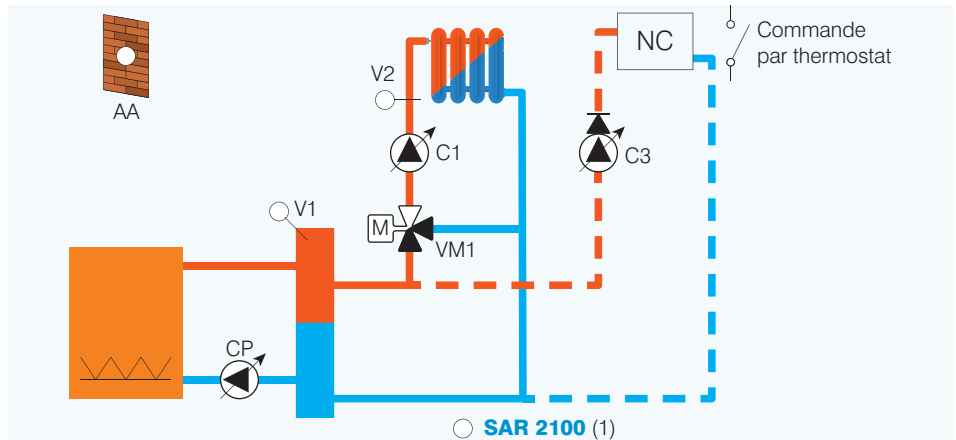 NC
Commande
par thermostat
AA
V2
C1
C3
V1
M
VM1
CP
SAR 2100 (1)